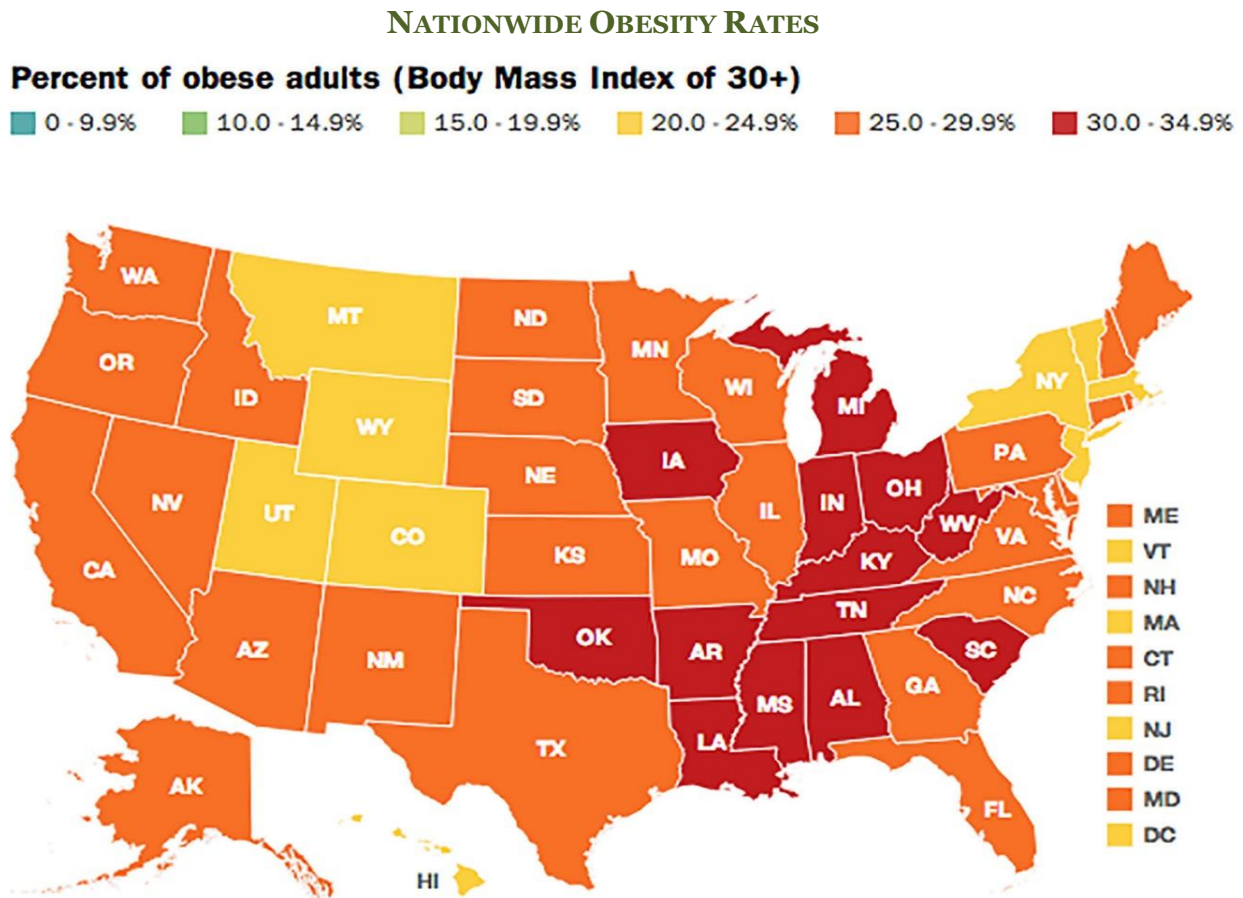 NATIONWIDE OBESITY RATES
Percent of obese adults (Body Mass Index of 30+)
0 - 9.9% 10.0 - 14.9% 15.0 - 19.9% 20.0 - 24.9% 25.0 - 29.9% 30.0 - 34.9%
WA
MT
ND
OR
MN
ID
SD
WI
NY
MI
WY
PA
IA
NE
OH
NV
UT
IL
IN
CO
WV
VA
KS
MO
KY
CA
NC
TN
OK
AZ
NM
AR
SC
MS
AL
GA
TX
LA
AK
FL
HI
ME
VT
NH
MA
CT
RI
NJ
DE
MD
DC